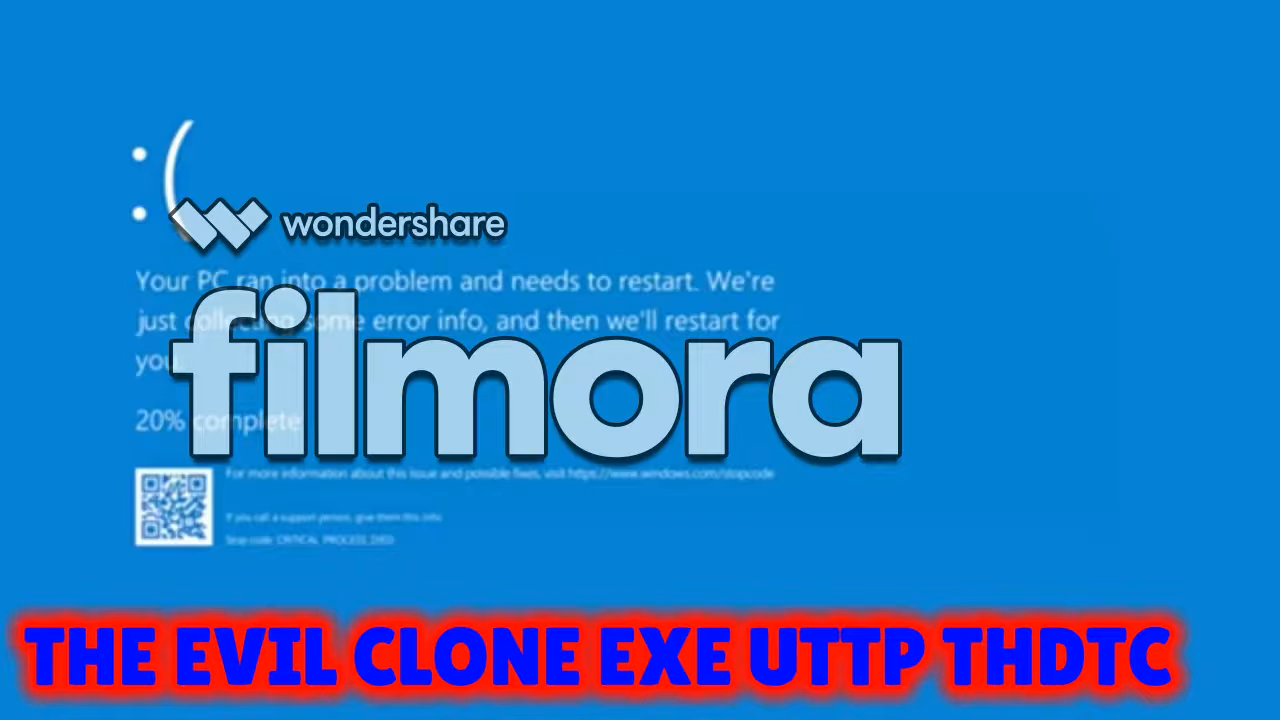 :(
wondershare
Your PC ran into a problem and needs to restart. We're
just collecting some error info, and then we'll restart for
you.
filmora
20% complete
For more information about this issue and possible fixes, visit https://www.windows.com/stopcode
If you call a support person, give them this info:
Stop code: CRITICAL PROCESS DIED
THE EVIL CLONE EXE UTTP THDTC